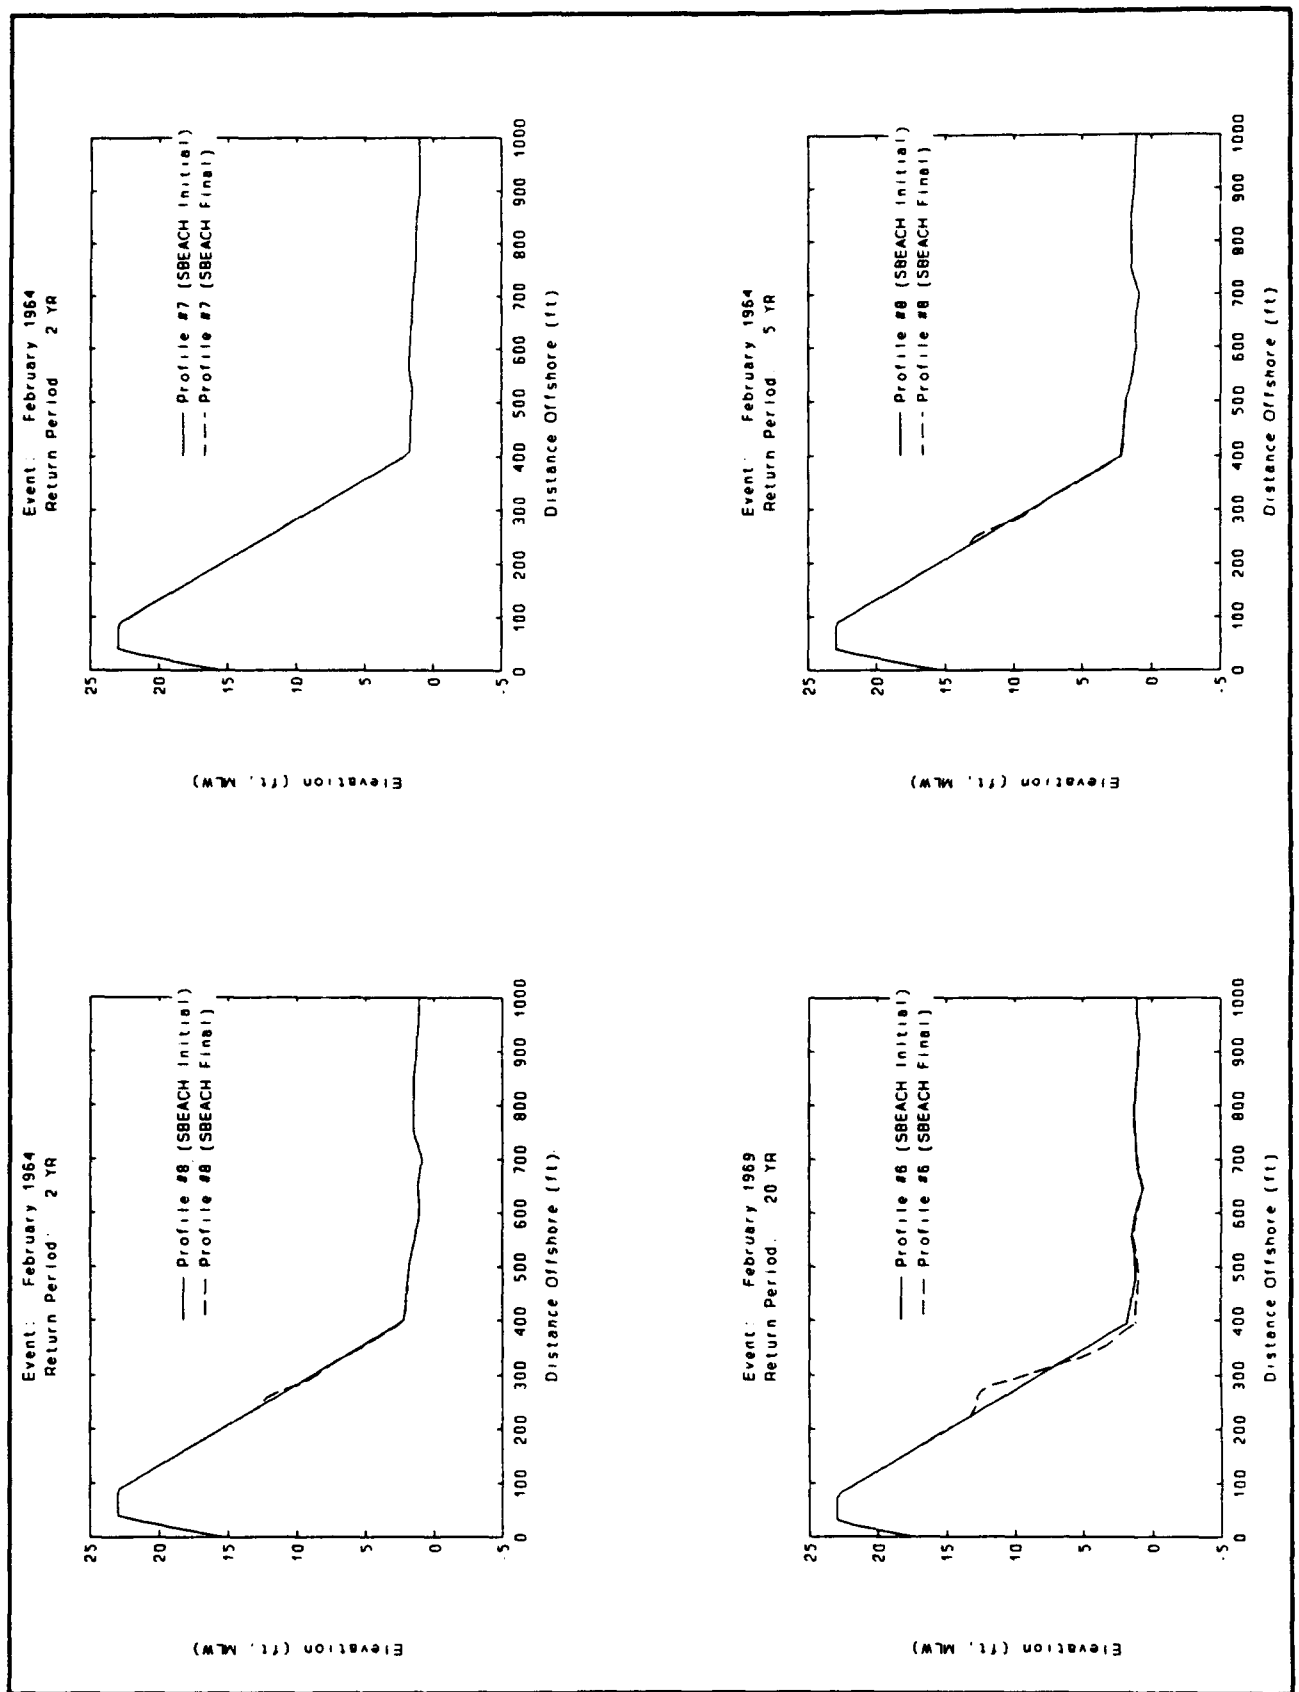 Event: February 1964
Return Period 2 YR
Profile #8 (SBEACH Initial)
Profile #8 (SBEACH Final)
Elevation (ft, MLW)
25
20
15
10
5
0
-5
0 100 200 300 400 500 600 700 800 900 1000
Distance Offshore (ft)
Event: February 1964
Return Period 2 YR
Profile #7 (SBEACH Initial)
Profile #7 (SBEACH Final)
Elevation (ft, MLW)
25
20
15
10
5
0
-5
0 100 200 300 400 500 600 700 800 900 1000
Distance Offshore (ft)
Event: February 1969
Return Period. 20 YR
Profile #6 (SBEACH Initial)
Profile #6 (SBEACH Final)
Elevation (ft, MLW)
25
20
15
10
5
0
-5
0 100 200 300 400 500 600 700 800 900 1000
Distance Offshore (ft)
Event: February 1964
Return Period. 5 YR
Profile #8 (SBEACH Initial)
Profile #8 (SBEACH Final)
Elevation (ft, MLW)
25
20
15
10
5
0
-5
0 100 200 300 400 500 600 700 800 900 1000
Distance Offshore (ft)